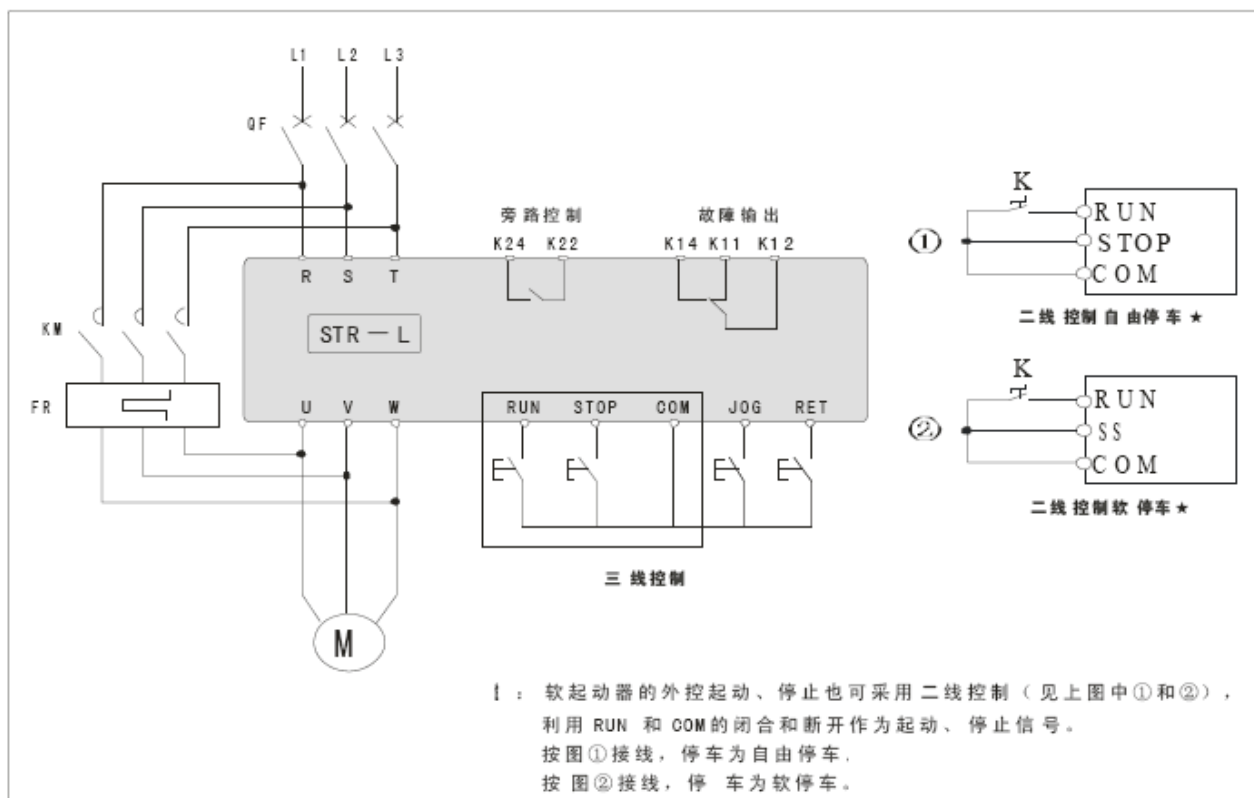 L1 L2 L3
QF
旁路控制 故障输出
K24 K22 K14 K11 K12
R S T
STR—L
KM
FR
U V W RUN STOP COM JOG RET
三线控制
M
K
① RUN
STOP
COM
二线控制自由停车★
K
② RUN
SS
COM
二线控制软停车★
： 软起动器的外控起动、停止也可采用二线控制（见上图中①和②），
利用 RUN 和 COM的闭合和断开作为起动、停止信号。
按图①接线，停车为自由停车.
按图②接线，停 车为软停车。